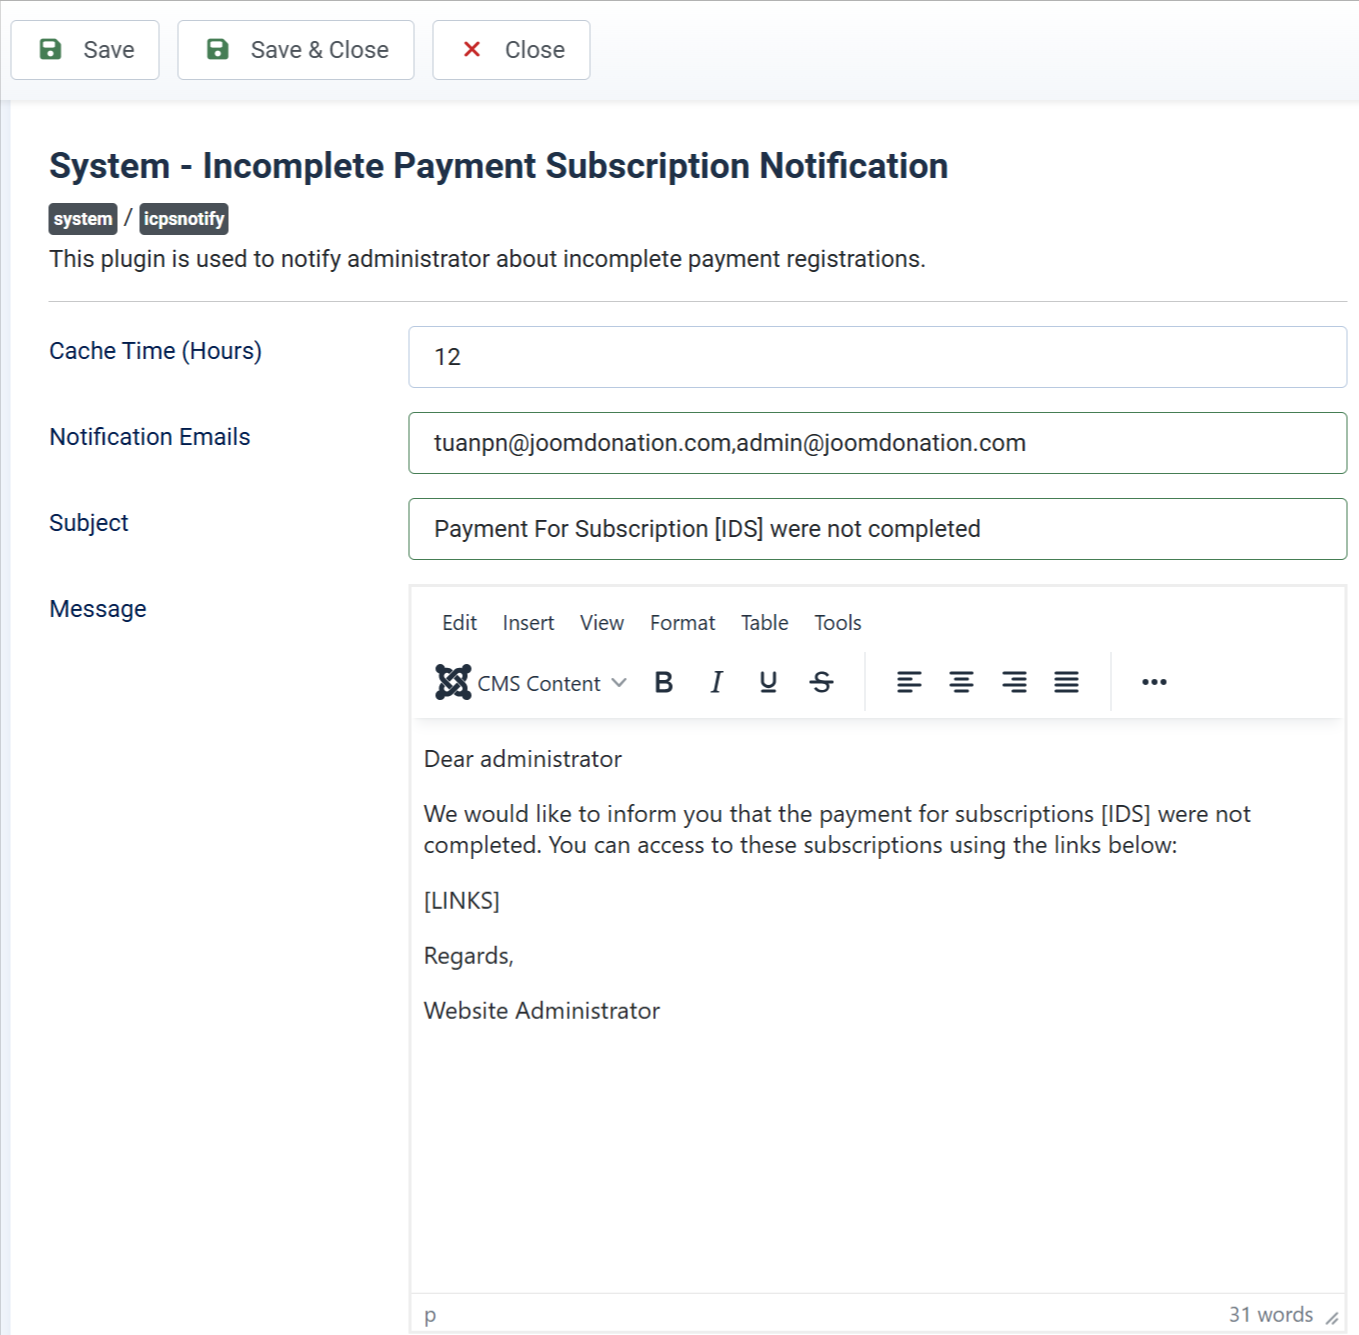 Save Save & Close Close
System - Incomplete Payment Subscription Notification
system / icpsnotify
This plugin is used to notify administrator about incomplete payment registrations.
Cache Time (Hours) 12
Notification Emails tuanpn@joomdonation.com,admin@joomdonation.com
Subject Payment For Subscription [IDS] were not completed
Message
Edit Insert View Format Table Tools
CMS Content B I U S
Dear administrator
We would like to inform you that the payment for subscriptions [IDS] were not
completed. You can access to these subscriptions using the links below:
[LINKS]
Regards,
Website Administrator
p 31 words